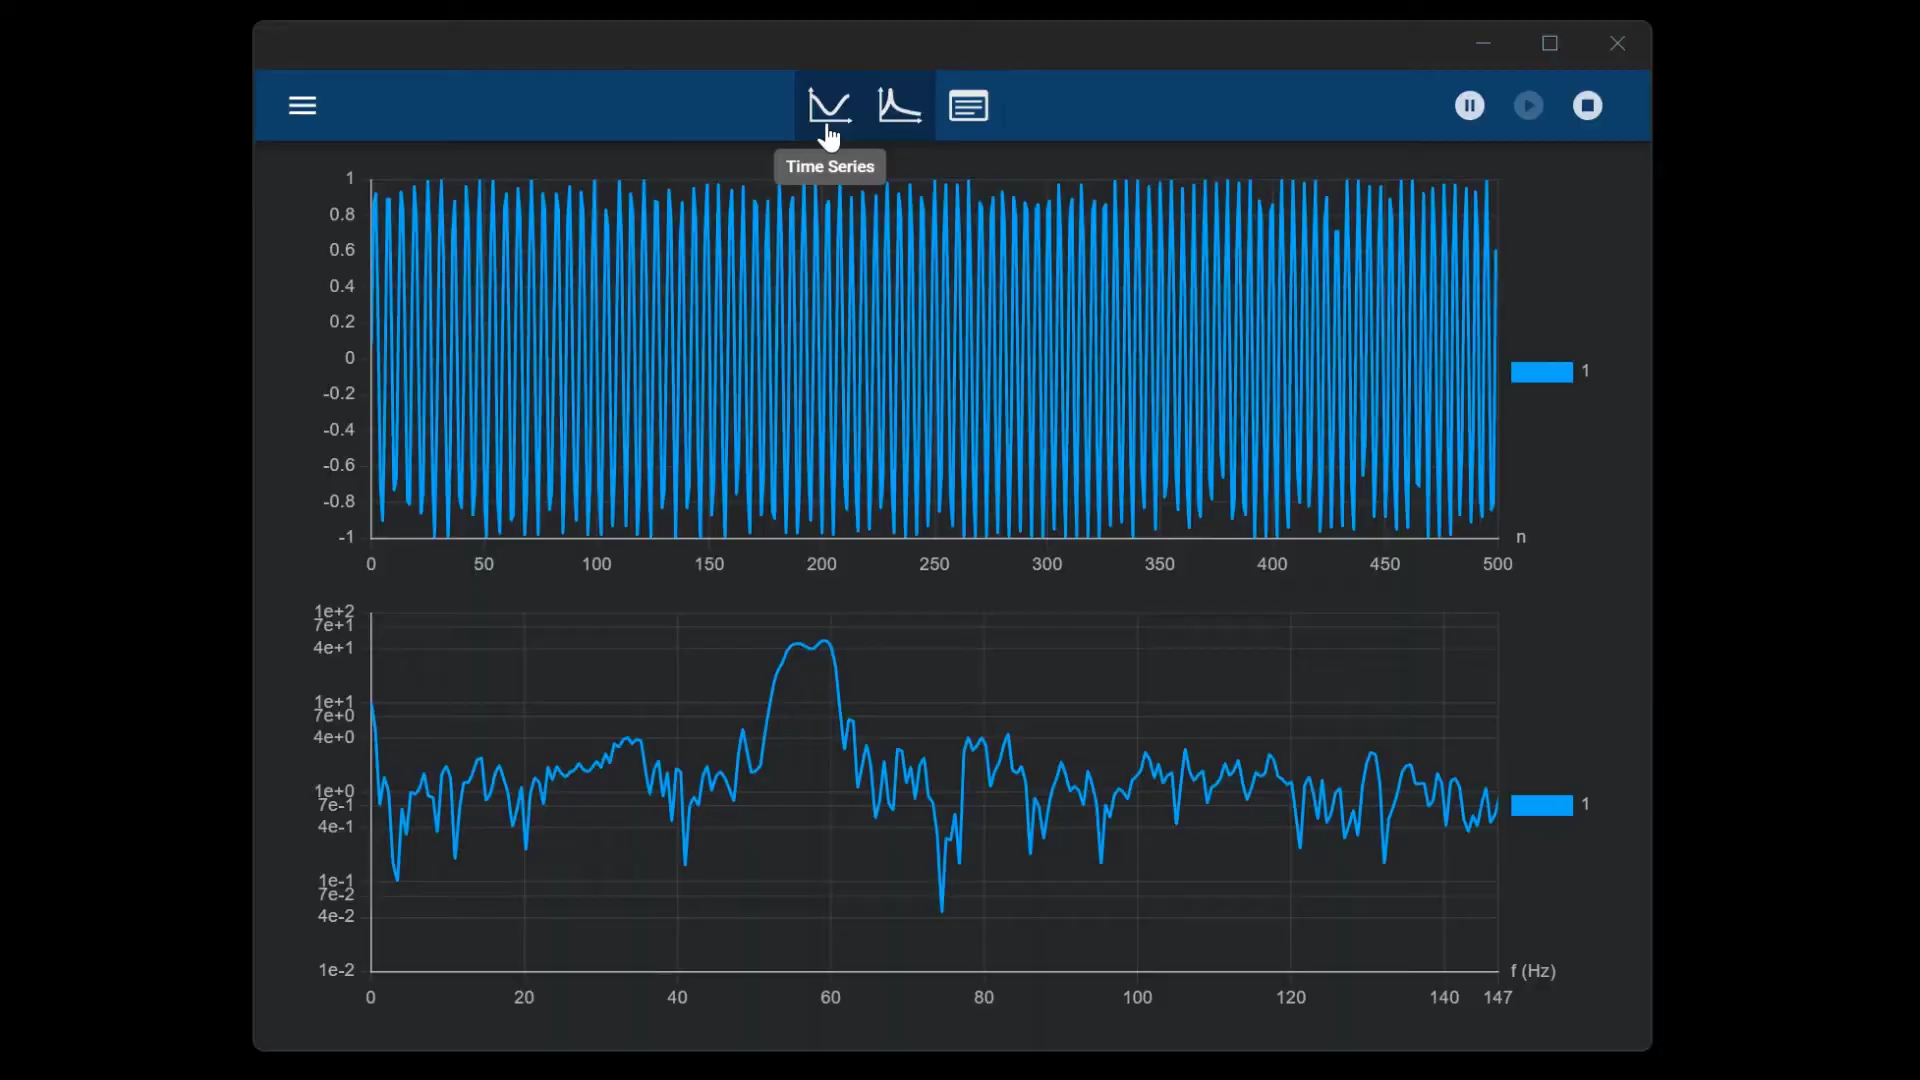 Time Series
1
0.8
0.6
0.4
0.2
0
-0.2
-0.4
-0.6
-0.8
-1
1
n
0 50 100 150 200 250 300 350 400 450 500
1e+2
7e+1
4e+1
1e+1
7e+0
4e+0
1e+0
7e-1
4e-1
1e-1
7e-2
4e-2
1e-2
1
f (Hz)
0 20 40 60 80 100 120 140 147